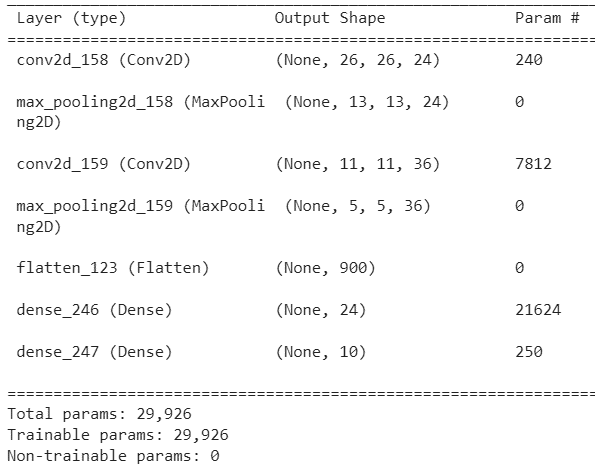 Layer (type) Output Shape Param #
=================================================================
conv2d_158 (Conv2D) (None, 26, 26, 24) 240
max_pooling2d_158 (MaxPooli (None, 13, 13, 24) 0
ng2D)
conv2d_159 (Conv2D) (None, 11, 11, 36) 7812
max_pooling2d_159 (MaxPooli (None, 5, 5, 36) 0
ng2D)
flatten_123 (Flatten) (None, 900) 0
dense_246 (Dense) (None, 24) 21624
dense_247 (Dense) (None, 10) 250
=================================================================
Total params: 29,926
Trainable params: 29,926
Non-trainable params: 0